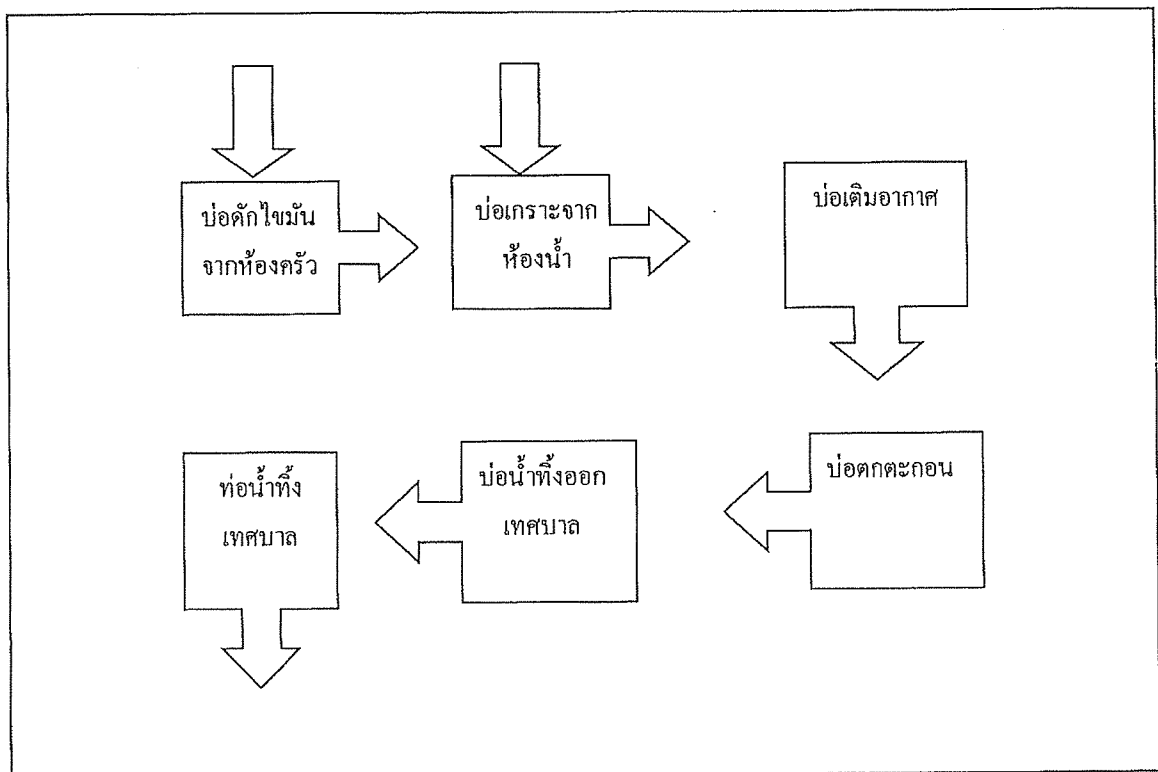 บ่อดักไขมัน
จากห้องครัว
บ่อเกราะจาก
ห้องน้ำ
บ่อเติมอากาศ
บ่อตกตะกอน
บ่อน้ำทิ้งออก
เทศบาล
ท่อน้ำทิ้ง
เทศบาล